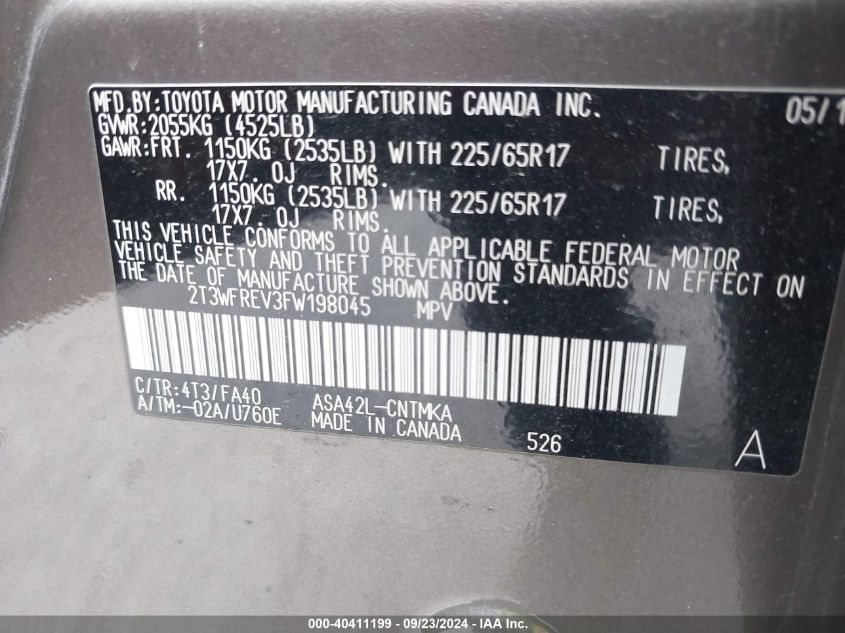 MFD.BY:TOYOTA MOTOR MANUFACTURING CANADA INC. 05/1
GVWR:2055KG (4525LB)
GAWR:FRT. 1150KG (2535LB) WITH 225/65R17 TIRES,
17X7.0J RIMS.
RR. 1150KG (2535LB) WITH 225/65R17 TIRES,
17X7.0J RIMS.
THIS VEHICLE CONFORMS TO ALL APPLICABLE FEDERAL MOTOR
VEHICLE SAFETY AND THEFT PREVENTION STANDARDS IN EFFECT ON
THE DATE OF MANUFACTURE SHOWN ABOVE.
2T3WFREV3FW198045 MPV
C/TR:4T3/FA40 ASA42L-CNTMKA
A/TM:-02A/U760E MADE IN CANADA 526 A
000-40411199 - 09/23/2024 - IAA Inc.